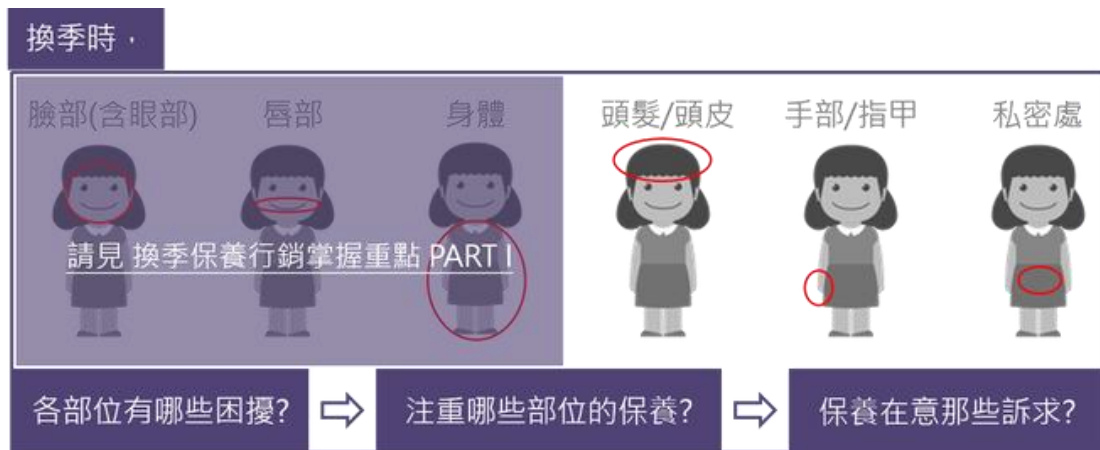 換季時，
臉部(含眼部)
唇部
身體
頭髮/頭皮
手部/指甲
私密處
請見 換季保養行銷掌握重點 PART I
各部位有哪些困擾?
注重哪些部位的保養?
保養在意那些訴求?